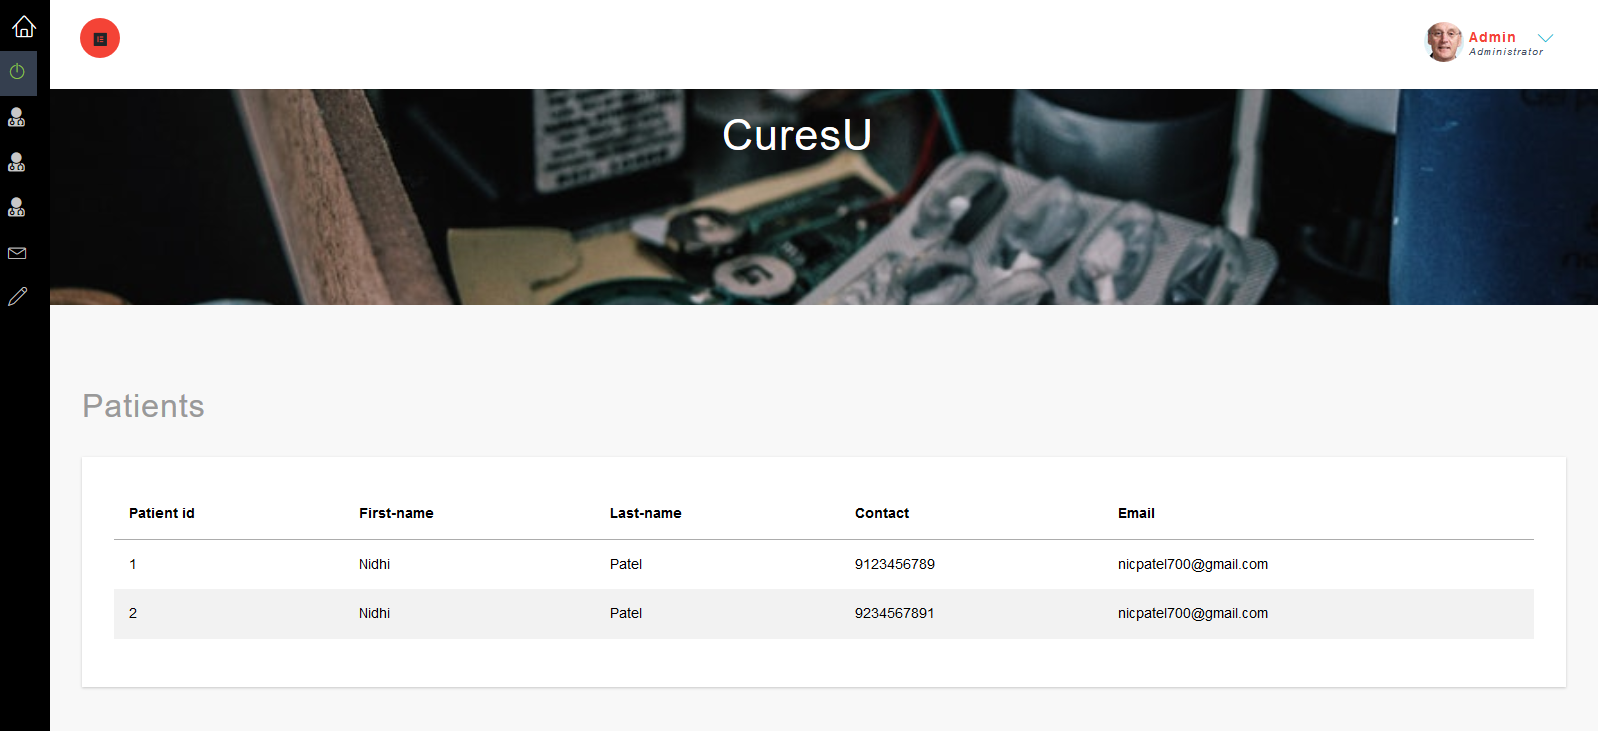 Admin
Administrator
CuresU
Patients
Patient id First-name Last-name Contact Email
1 Nidhi Patel 9123456789 nicpatel700@gmail.com
2 Nidhi Patel 9234567891 nicpatel700@gmail.com